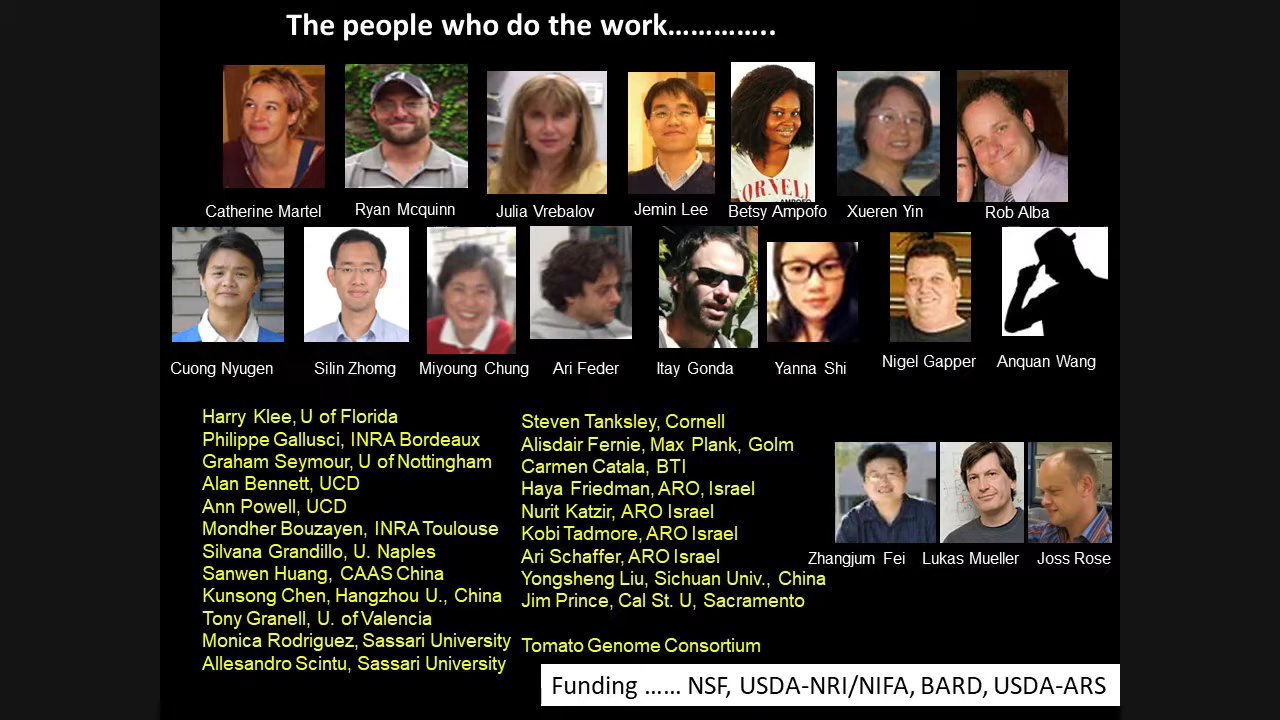 The people who do the work…………..
Catherine Martel
Ryan Mcquinn
Julia Vrebalov
Jemin Lee
ORNEL
Betsy Ampofo
Xueren Yin
Rob Alba
Cuong Nyugen
Silin Zhomg
Miyoung Chung
Ari Feder
Itay Gonda
Yanna Shi
Nigel Gapper
Anquan Wang
Harry Klee, U of Florida
Philippe Gallusci, INRA Bordeaux
Graham Seymour, U of Nottingham
Alan Bennett, UCD
Ann Powell, UCD
Mondher Bouzayen, INRA Toulouse
Silvana Grandillo, U. Naples
Sanwen Huang, CAAS China
Kunsong Chen, Hangzhou U., China
Tony Granell, U. of Valencia
Monica Rodriguez, Sassari University
Allesandro Scintu, Sassari University
Steven Tanksley, Cornell
Alisdair Fernie, Max Plank, Golm
Carmen Catala, BTI
Haya Friedman, ARO, Israel
Nurit Katzir, ARO Israel
Kobi Tadmore, ARO Israel
Ari Schaffer, ARO Israel
Yongsheng Liu, Sichuan Univ., China
Jim Prince, Cal St. U, Sacramento
Tomato Genome Consortium
Zhangjum Fei
Lukas Mueller
Joss Rose
Funding …… NSF, USDA-NRI/NIFA, BARD, USDA-ARS